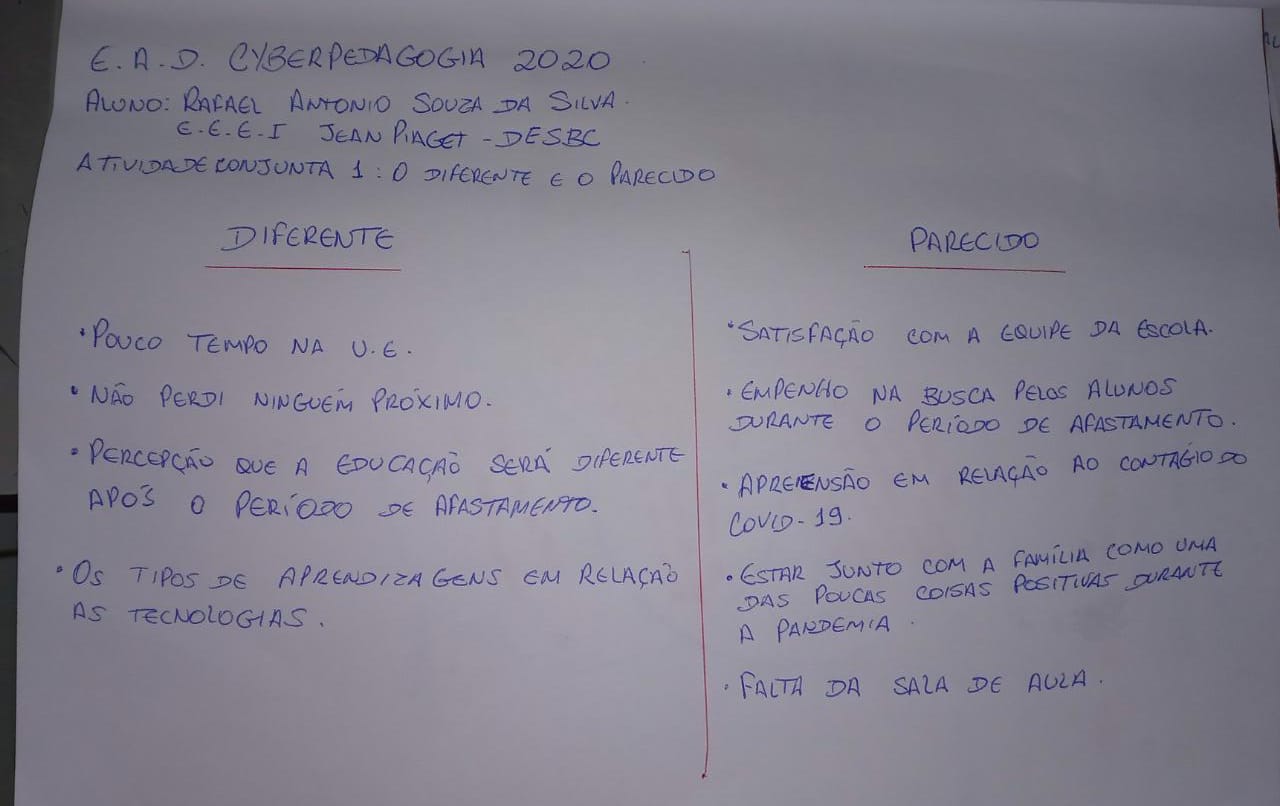 E.A.D. CYBERPEDAGOGIA 2020
ALUNO: RAFAEL ANTONIO SOUZA DA SILVA.
E.E.E.I JEAN PIAGET - DESBC
ATIVIDADE CONJUNTA 1: O DIFERENTE E O PARECIDO
DIFERENTE
• POUCO TEMPO NA U.E.
• NÃO PERDI NINGUÉM PRÓXIMO.
• PERCEPÇÃO QUE A EDUCAÇÃO SERÁ DIFERENTE
APÓS O PERÍODO DE AFASTAMENTO.
• OS TIPOS DE APRENDIZAGENS EM RELAÇÃO
AS TECNOLOGIAS.
PARECIDO
• SATISFAÇÃO COM A EQUIPE DA ESCOLA.
• EMPENHO NA BUSCA PELOS ALUNOS
DURANTE O PERÍODO DE AFASTAMENTO.
• APREENSÃO EM RELAÇÃO AO CONTÁGIO DO
COVID-19.
• ESTAR JUNTO COM A FAMÍLIA COMO UMA
DAS POUCAS COISAS POSITIVAS DURANTE
A PANDEMIA.
• FALTA DA SALA DE AULA.